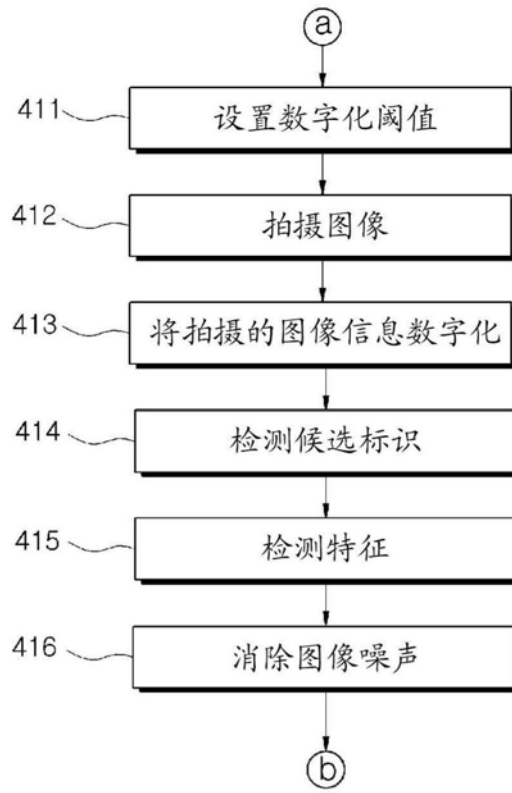 a
411 设置数字化阈值
412 拍摄图像
413 将拍摄的图像信息数字化
414 检测候选标识
415 检测特征
416 消除图像噪声
b